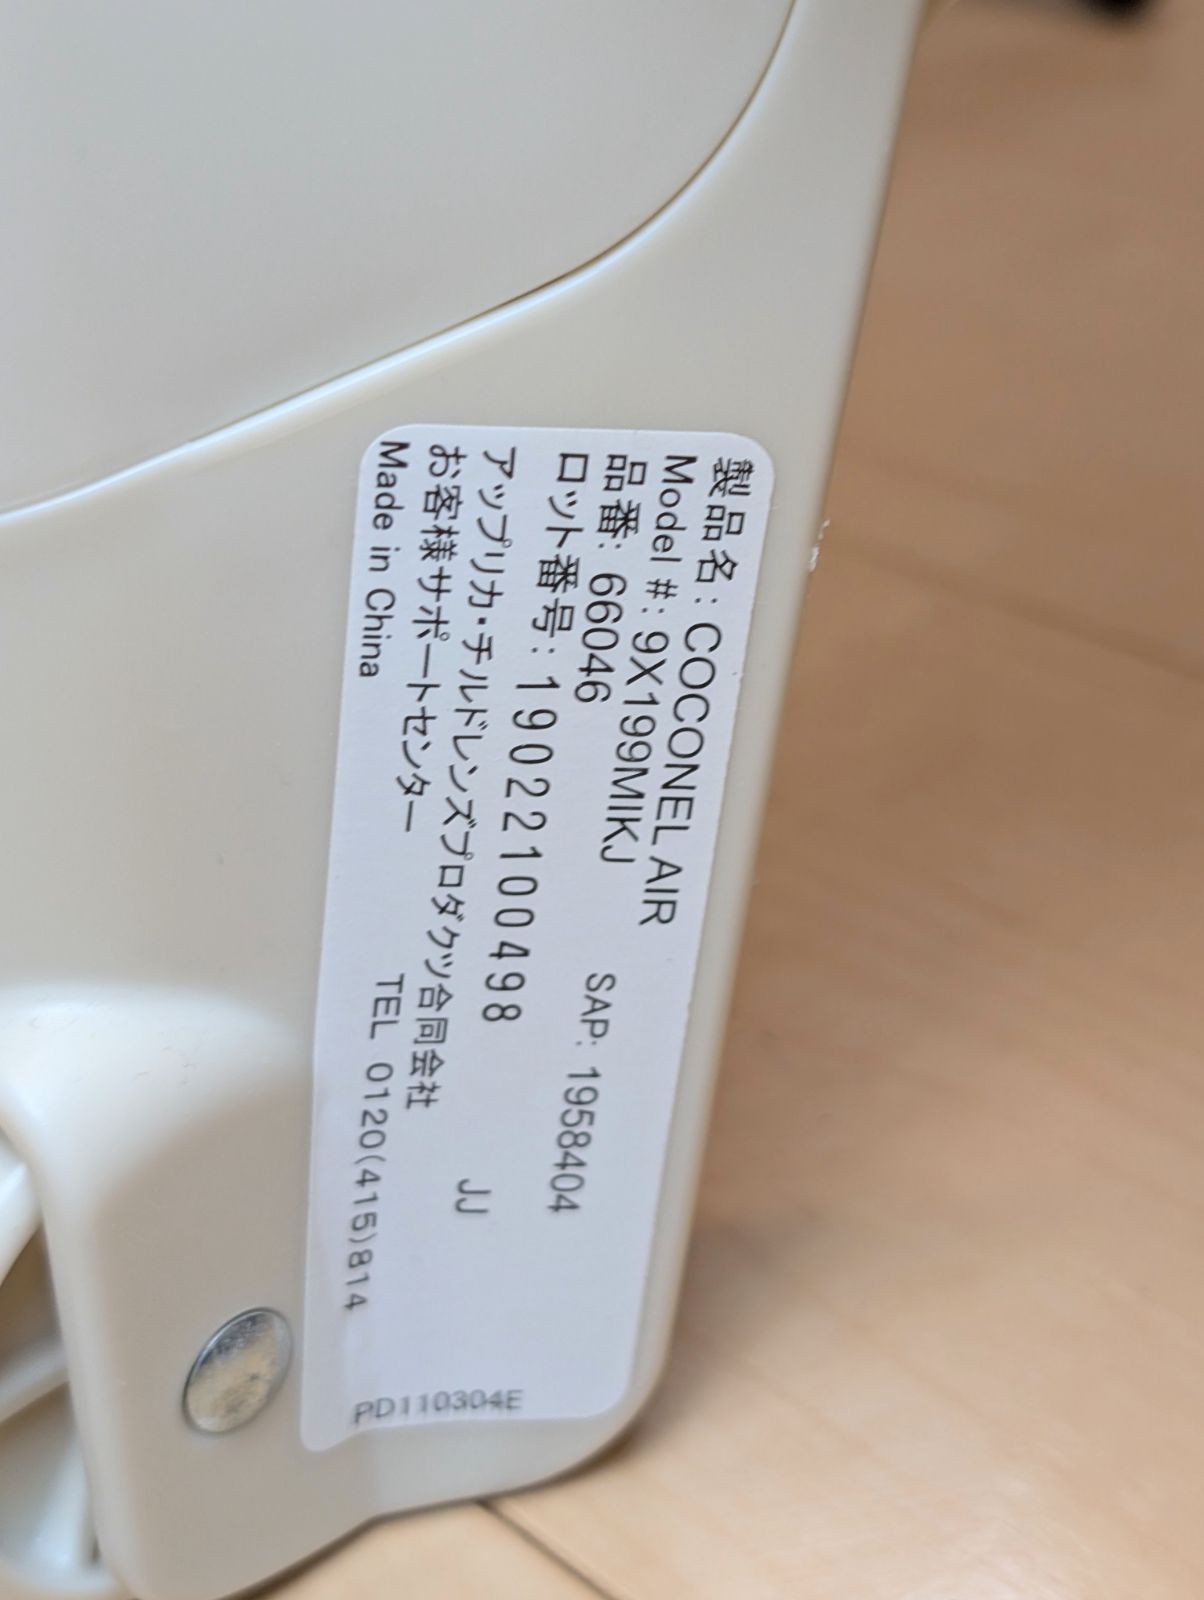 製品名: COCONEL AIR
Model #: 9X199MIKJ
品番: 66046 SAP: 1958404
ロット番号: 1902210 0498
アップリカ・チルドレンズプロダクツ合同会社 JJ
お客様サポートセンター TEL 0120(415)814
Made in China
PD110304E